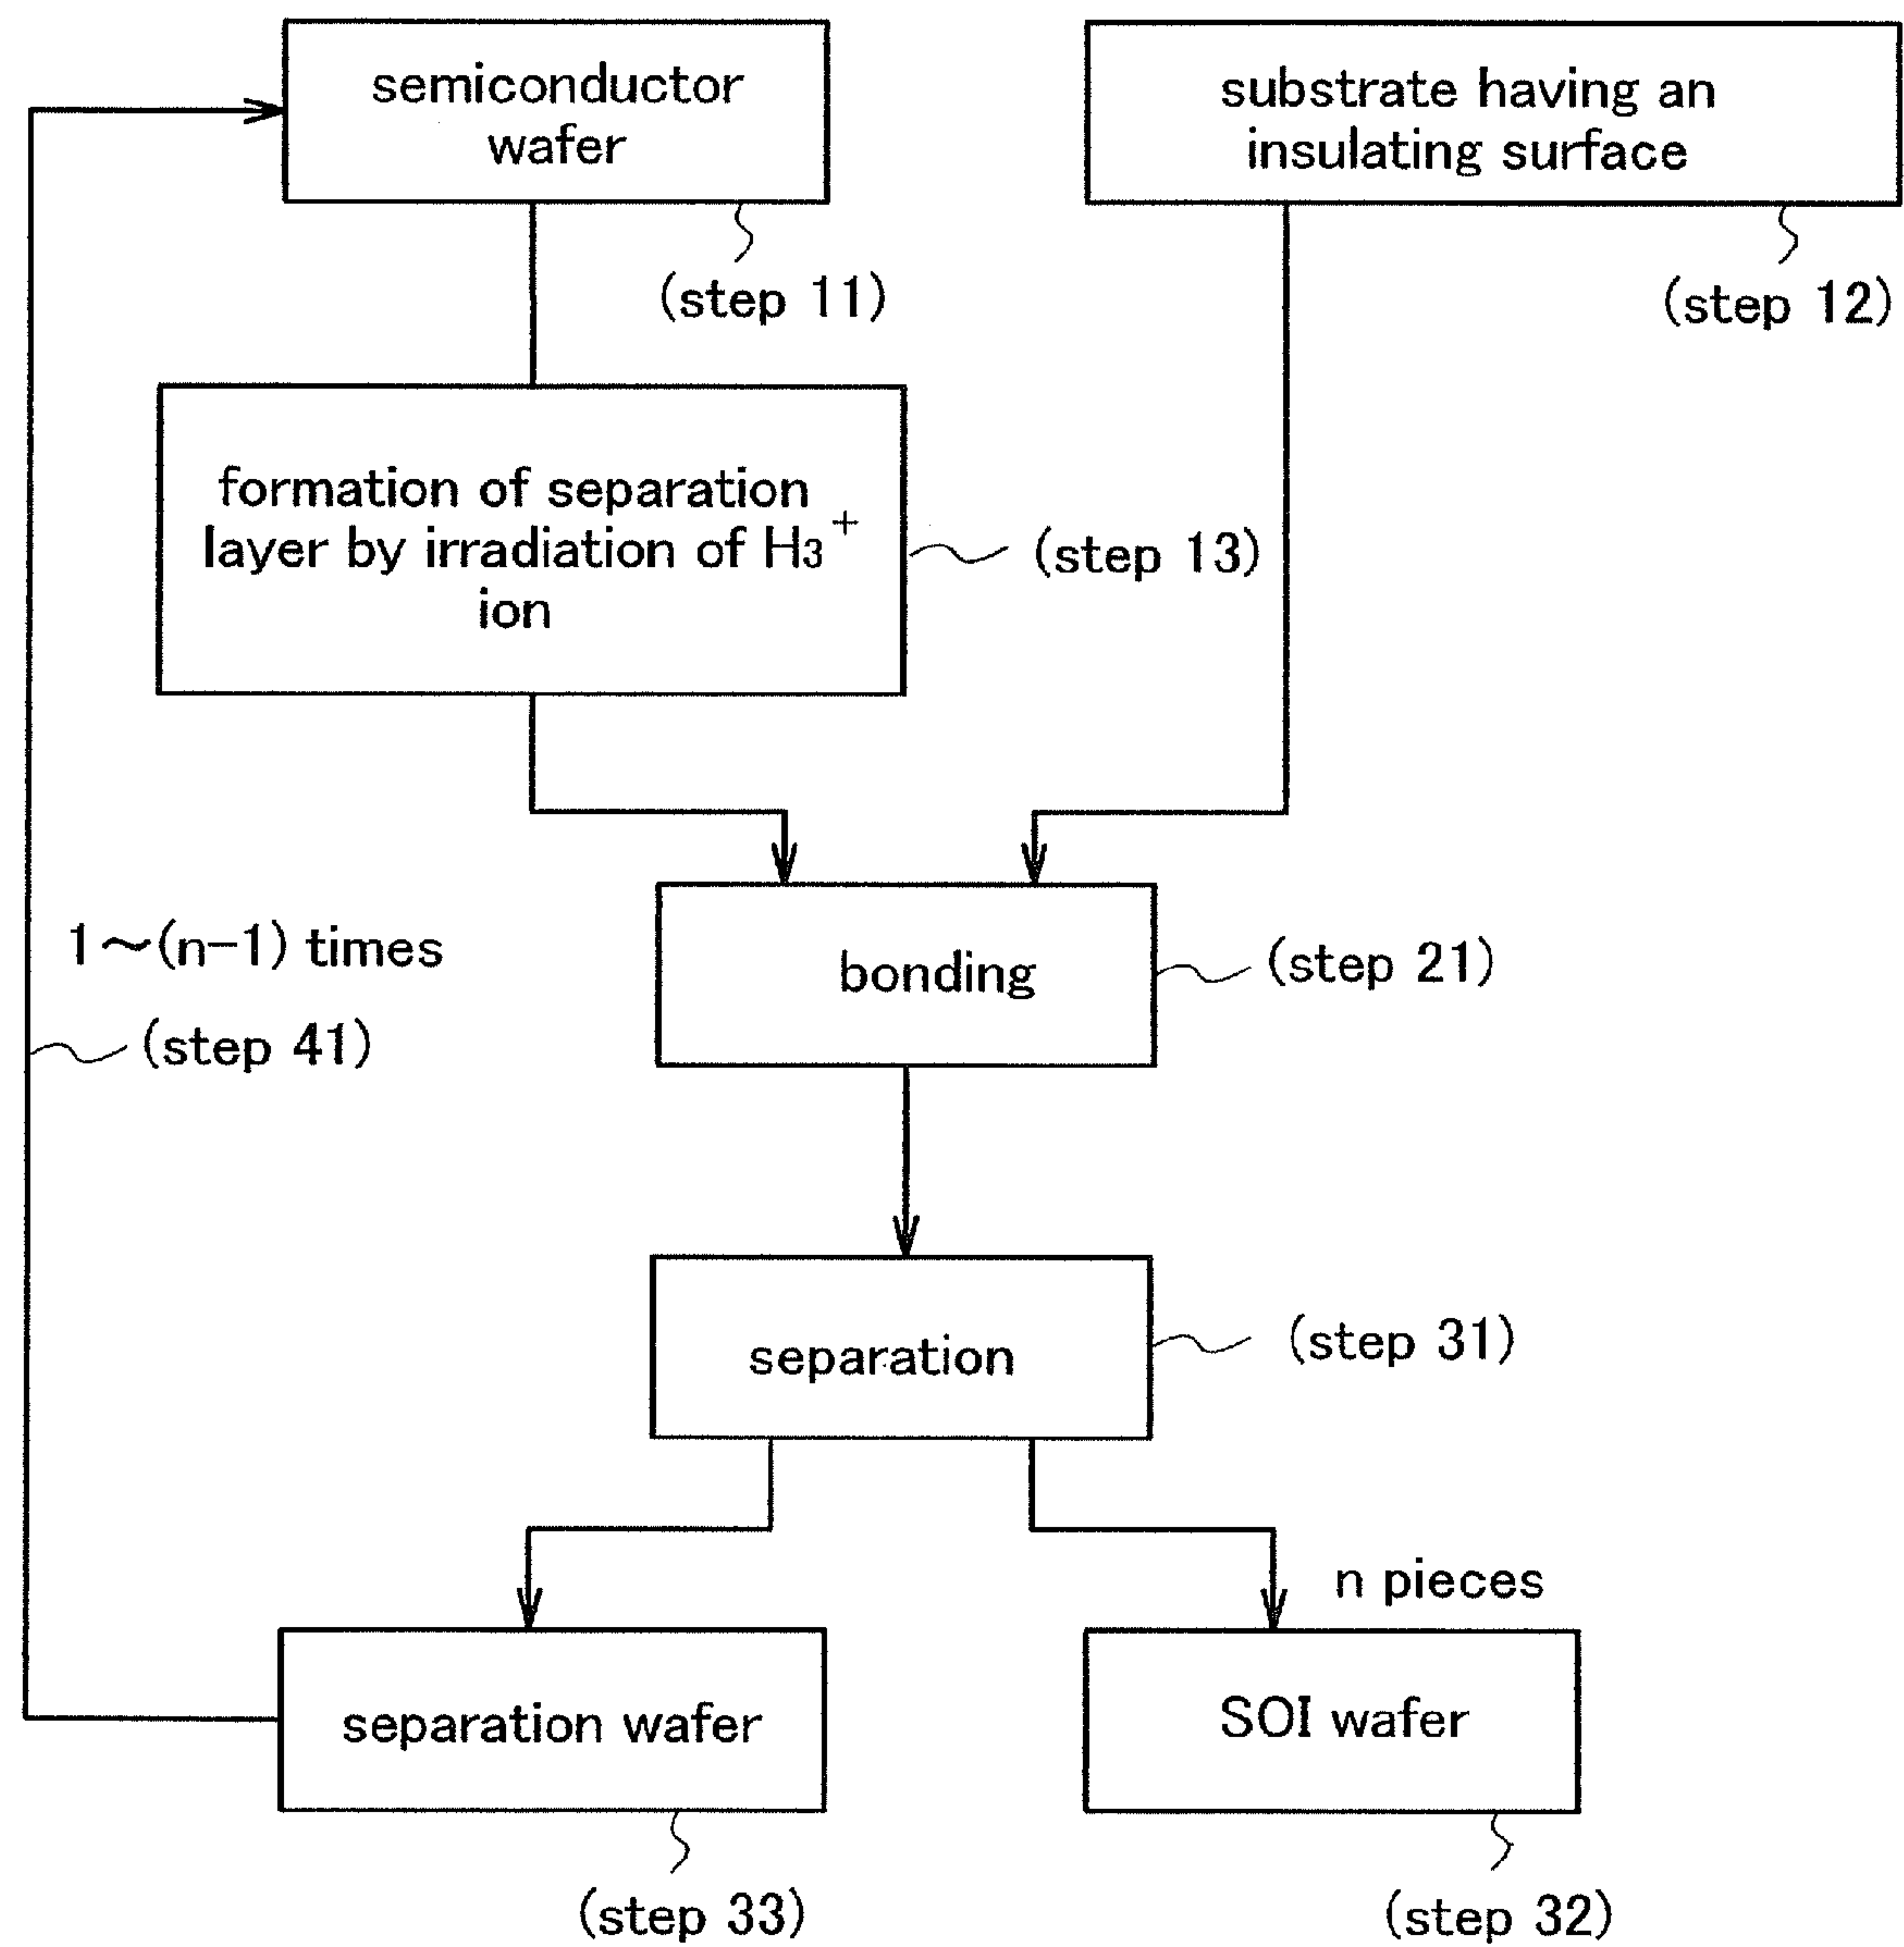 semiconductor
wafer
(step 11)
substrate having an
insulating surface
(step 12)
formation of separation
layer by irradiation of H₃⁺
ion
(step 13)
1～(n-1) times
(step 41)
bonding
(step 21)
separation
(step 31)
n pieces
separation wafer
(step 33)
SOI wafer
(step 32)